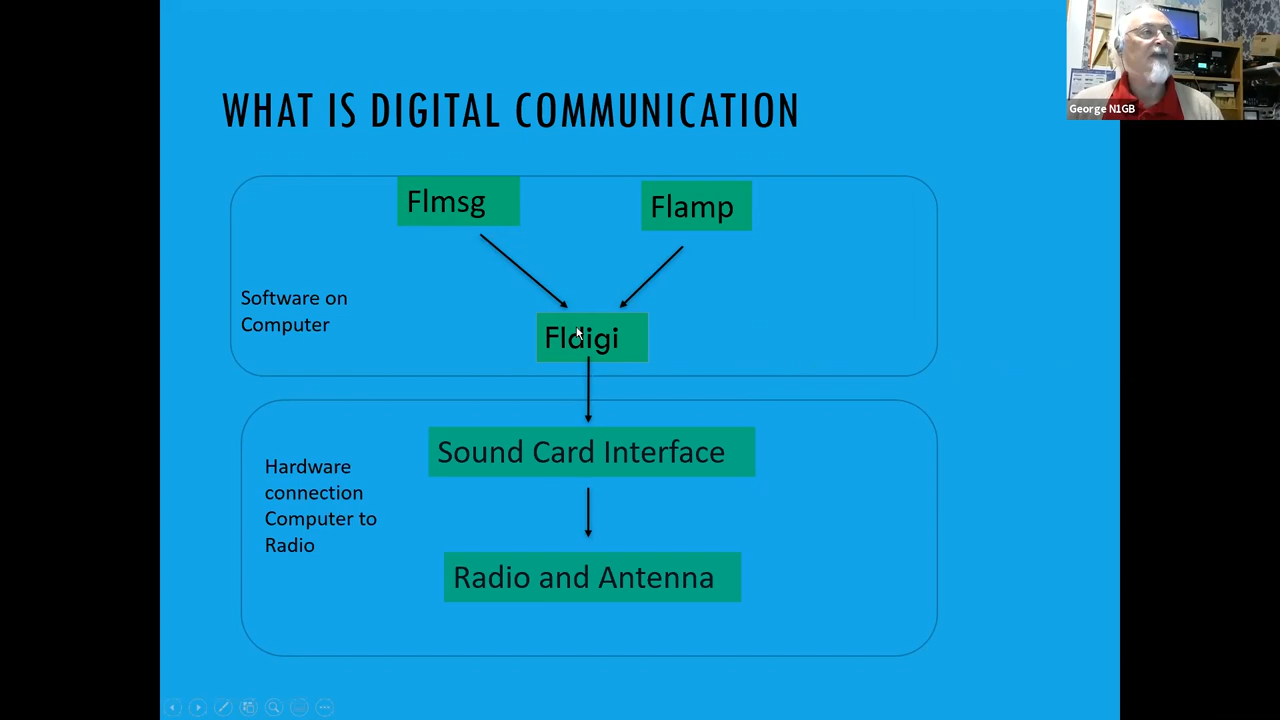 WHAT IS DIGITAL COMMUNICATION
George N1GB
Flmsg
Flamp
Software on
Computer
Fldigi
Sound Card Interface
Hardware
connection
Computer to
Radio
Radio and Antenna